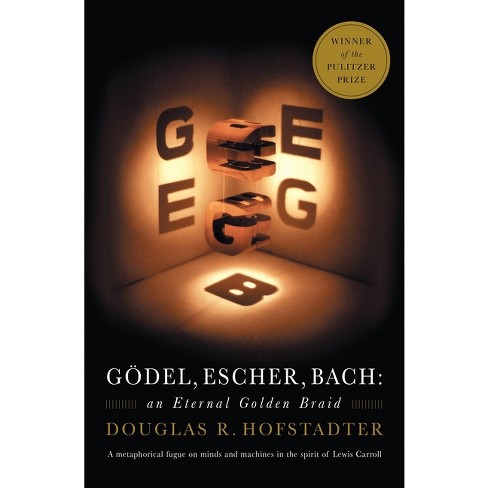 WINNER
of the
PULITZER
PRIZE
G E
E G
B
GÖDEL, ESCHER, BACH:
an Eternal Golden Braid
DOUGLAS R. HOFSTADTER
A metaphorical fugue on minds and machines in the spirit of Lewis Carroll